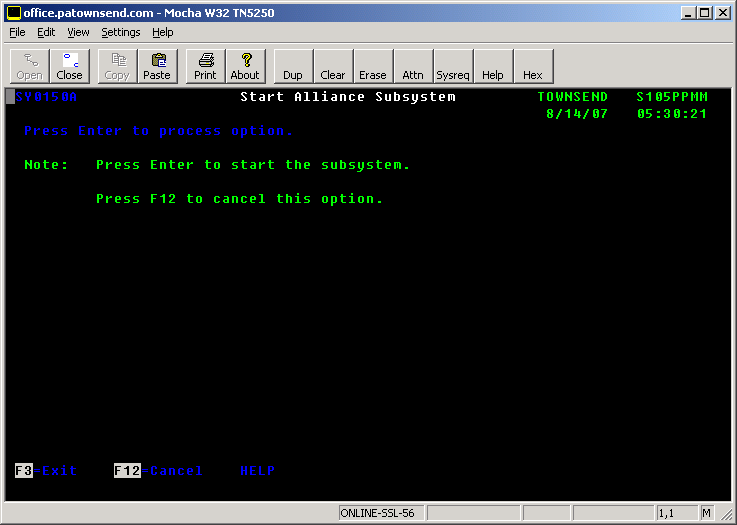 office.patownsend.com - Mocha W32 TN5250
File Edit View Settings Help
Open Close Copy Paste Print About Dup Clear Erase Attn Sysreq Help Hex
SY015QA Start Alliance Subsystem TOWNSEND S105PPMM
8/14/07 05:30:21
Press Enter to process option.
Note: Press Enter to start the subsystem.
Press F12 to cancel this option.
F3=Exit F12=Cancel HELP
ONLINE-SSL-56 1,1 M